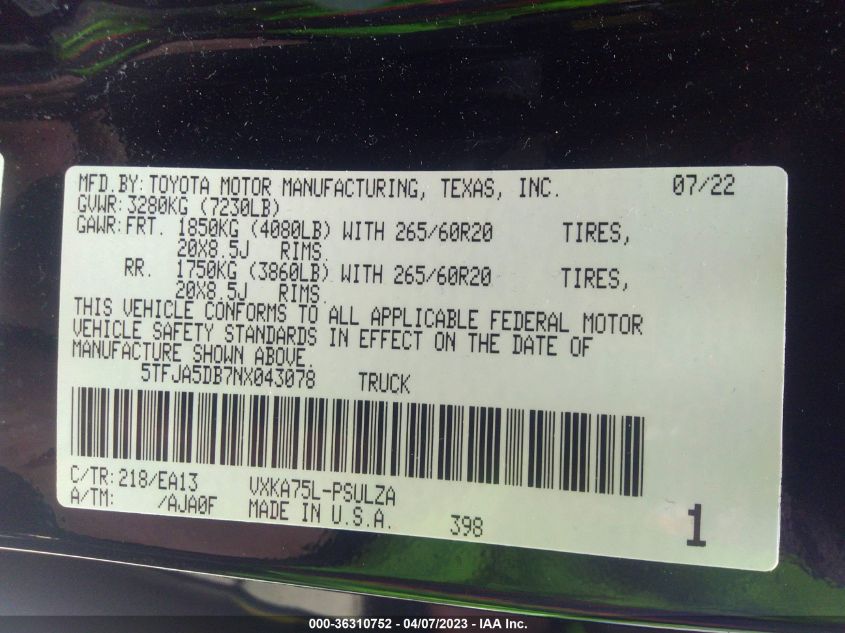 MFD.BY: TOYOTA MOTOR MANUFACTURING, TEXAS, INC. 07/22
GVWR: 3280KG (7230LB)
GAWR: FRT. 1850KG (4080LB) WITH 265/60R20 TIRES,
20X8.5J RIMS.
RR. 1750KG (3860LB) WITH 265/60R20 TIRES,
20X8.5J RIMS.
THIS VEHICLE CONFORMS TO ALL APPLICABLE FEDERAL MOTOR
VEHICLE SAFETY STANDARDS IN EFFECT ON THE DATE OF
MANUFACTURE SHOWN ABOVE.
5TFJA5DB7NX043078 TRUCK
C/TR: 218/EA13 VXKA75L-PSULZA
A/TM: /AJA0F MADE IN U.S.A. 398 1
000-36310752 - 04/07/2023 - IAA Inc.